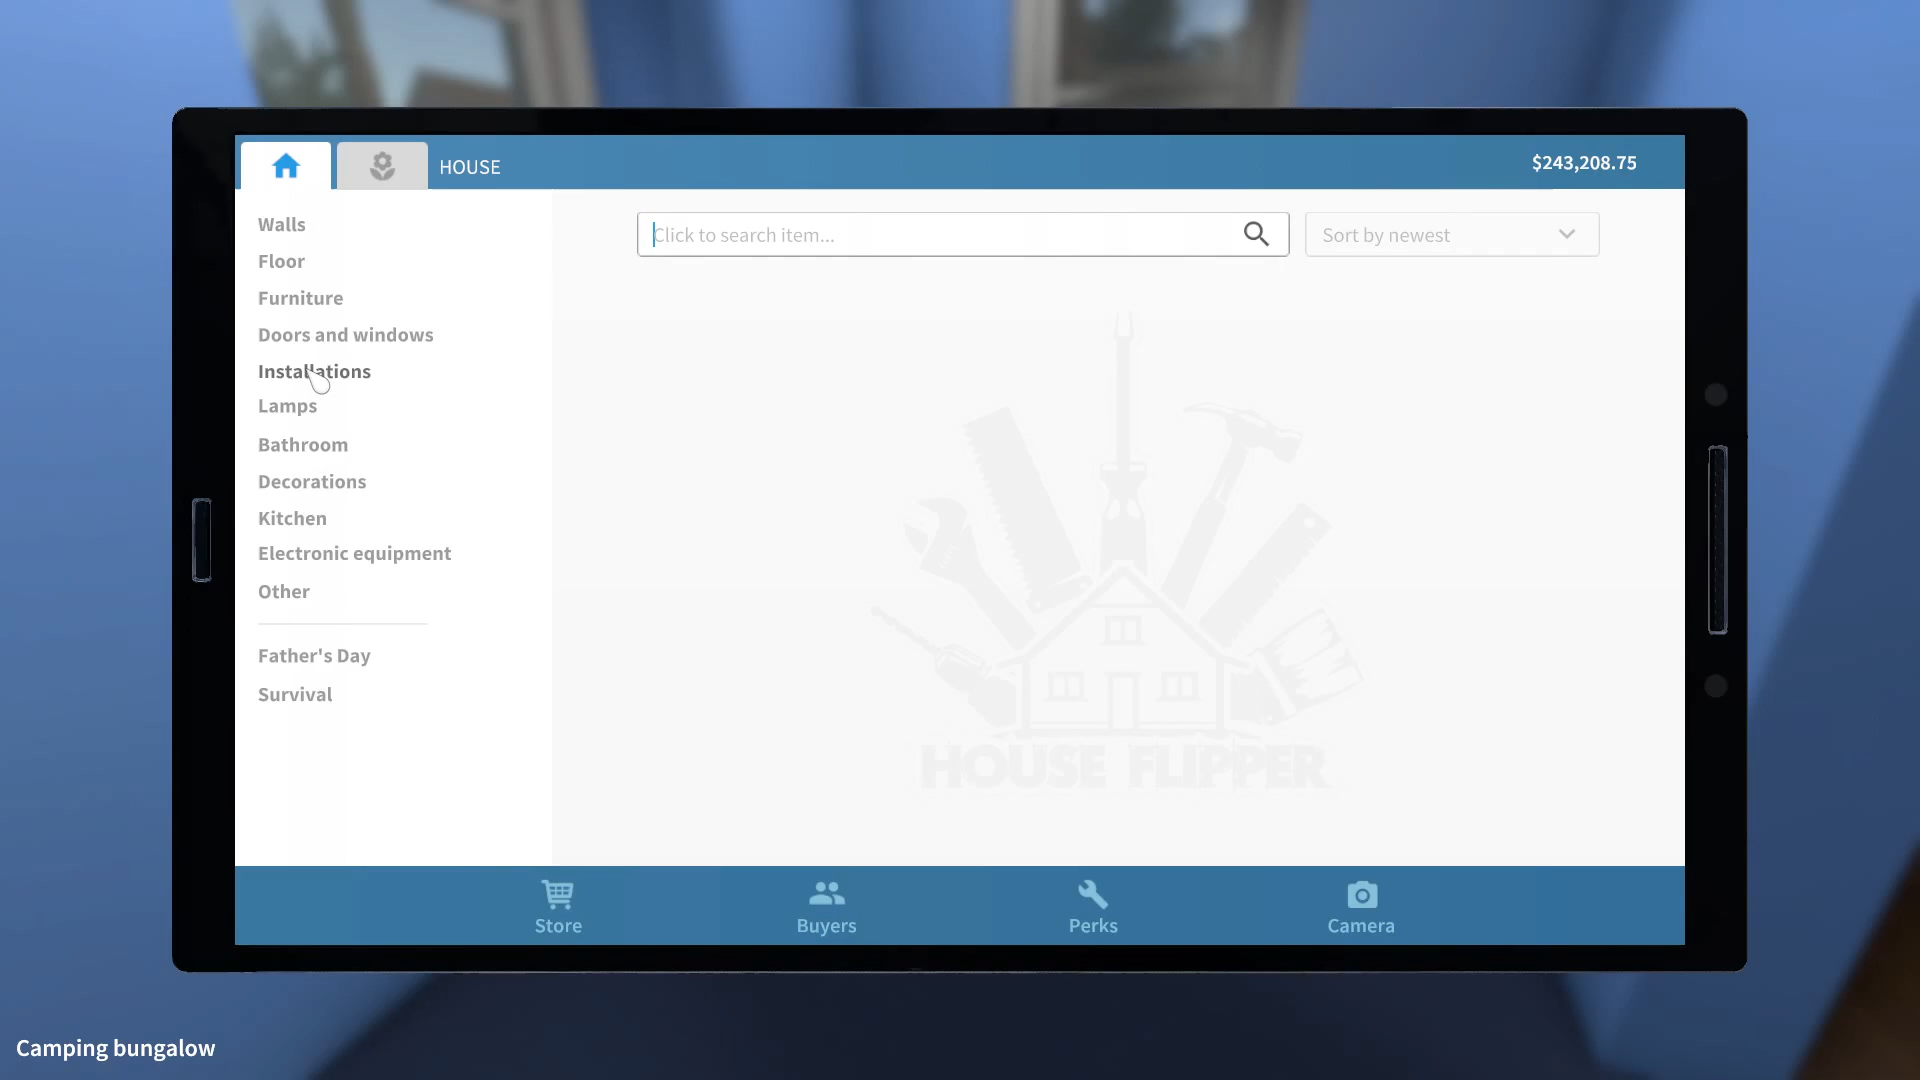 HOUSE
$243,208.75
Click to search item...
Sort by newest
Walls
Floor
Furniture
Doors and windows
Installations
Lamps
Bathroom
Decorations
Kitchen
Electronic equipment
Other
Father's Day
Survival
HOUSE FLIPPER
Store
Buyers
Perks
Camera
Camping bungalow